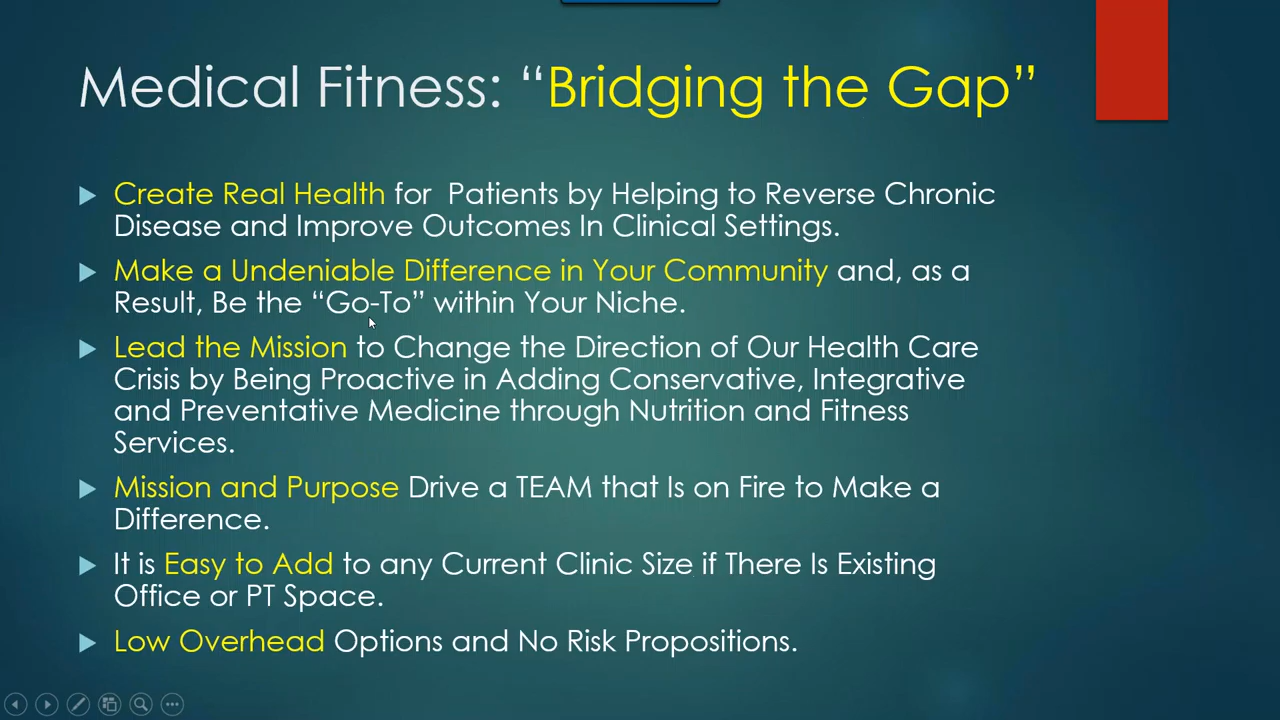 Medical Fitness: “Bridging the Gap”
Create Real Health for  Patients by Helping to Reverse Chronic
Disease and Improve Outcomes In Clinical Settings.
Make a Undeniable Difference in Your Community and, as a
Result, Be the “Go-To” within Your Niche.
Lead the Mission to Change the Direction of Our Health Care
Crisis by Being Proactive in Adding Conservative, Integrative
and Preventative Medicine through Nutrition and Fitness
Services.
Mission and Purpose Drive a TEAM that Is on Fire to Make a
Difference.
It is Easy to Add to any Current Clinic Size if There Is Existing
Office or PT Space.
Low Overhead Options and No Risk Propositions.